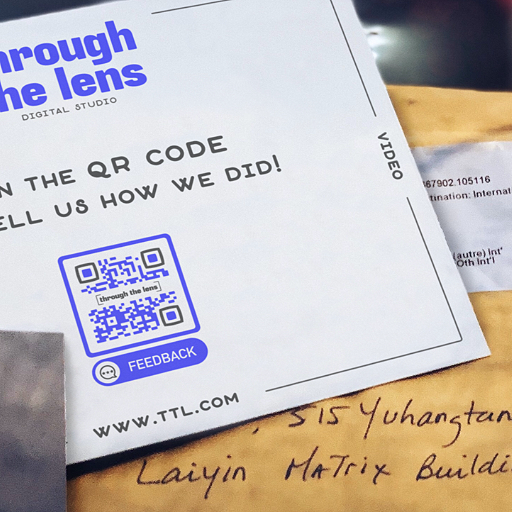 through
the lens
DIGITAL STUDIO
THE QR CODE
US HOW WE DID!
VIDEO
through the lens
FEEDBACK
WWW.TTL.COM
67902.105116
tination: Internat
(autre) Int'
Oth Int'l
515 Yuhangtan
Laiyin MaTrix Buildi